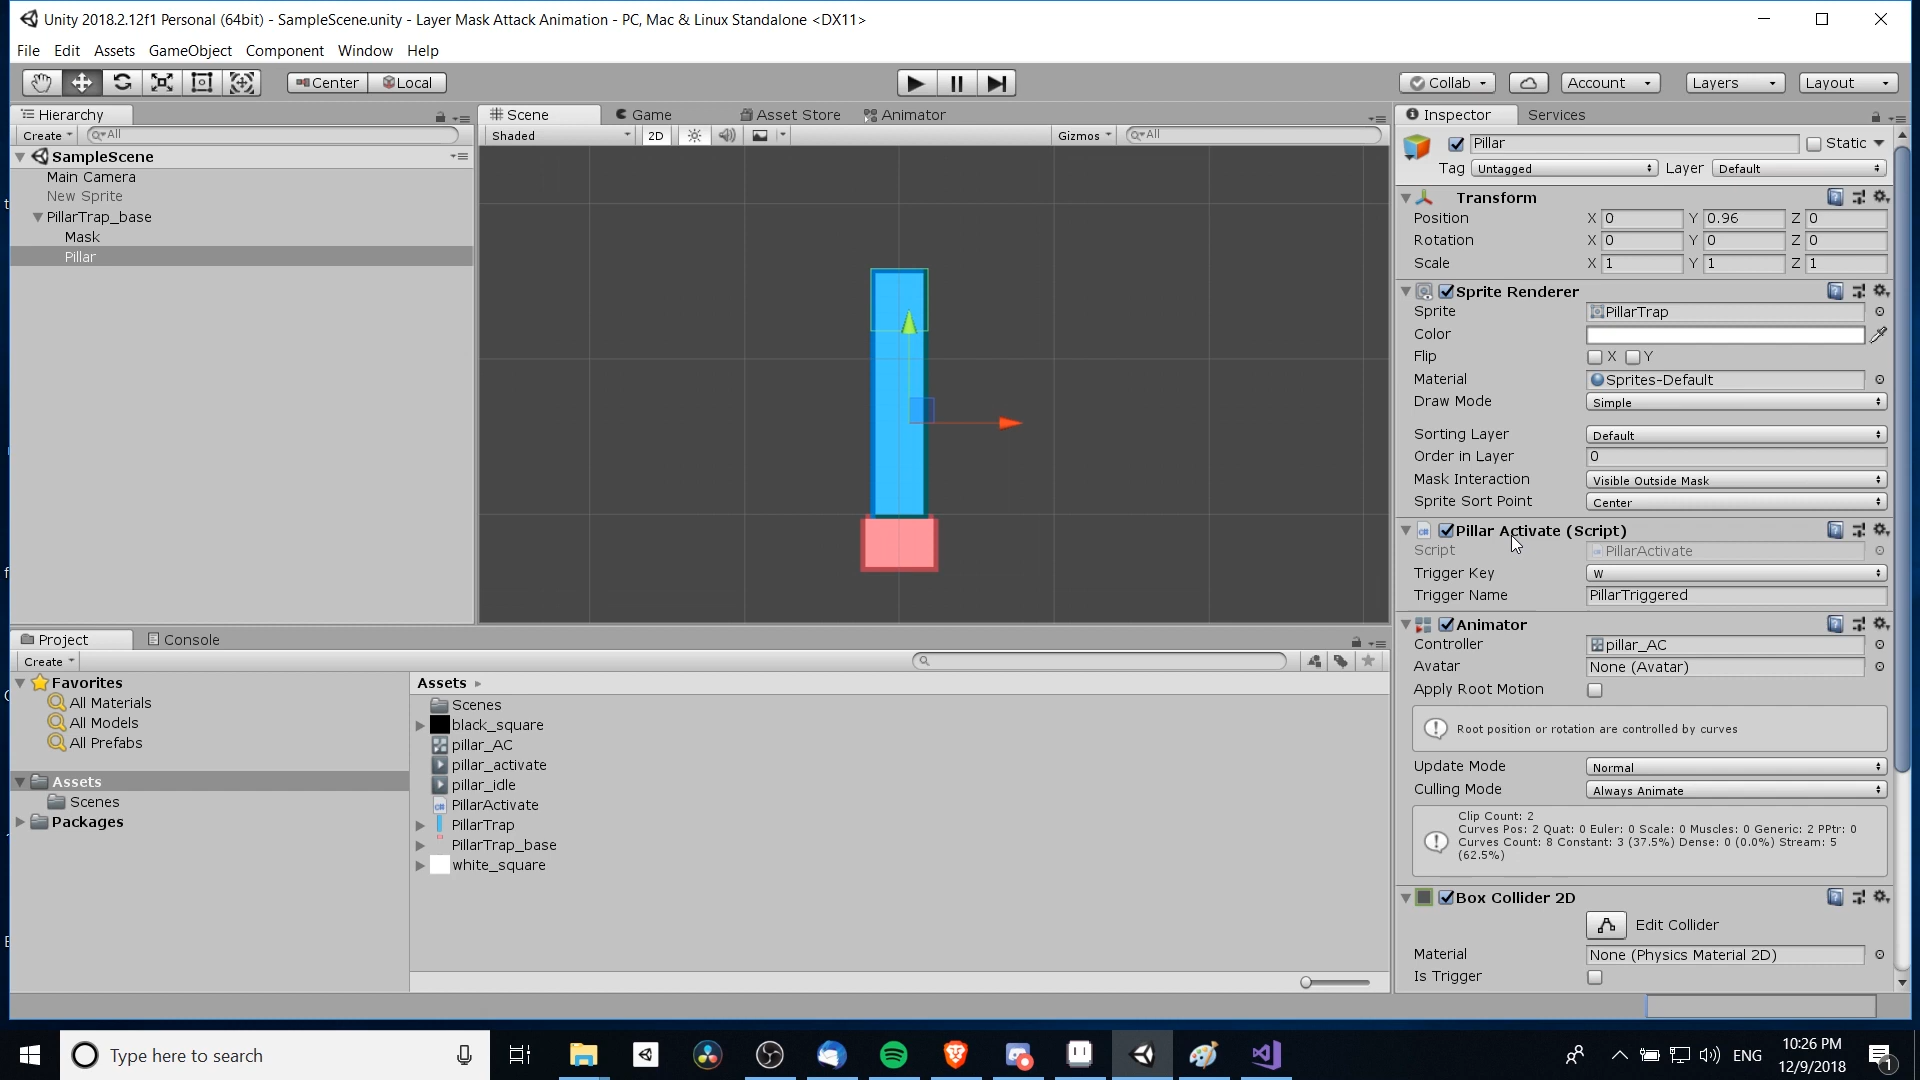 Unity 2018.2.12f1 Personal (64bit) - SampleScene.unity - Layer Mask Attack Animation - PC, Mac & Linux Standalone <DX11>
File Edit Assets GameObject Component Window Help
Center Local Collab Account Layers Layout
Hierarchy
Create All
SampleScene
Main Camera
New Sprite
PillarTrap_base
Mask
Pillar
Scene Game Asset Store Animator
Shaded 2D Gizmos All
Inspector Services
Pillar Static
Tag Untagged Layer Default
Transform
Position X 0 Y 0.96 Z 0
Rotation X 0 Y 0 Z 0
Scale X 1 Y 1 Z 1
Sprite Renderer
Sprite PillarTrap
Color
Flip X Y
Material Sprites-Default
Draw Mode Simple
Sorting Layer Default
Order in Layer 0
Mask Interaction Visible Outside Mask
Sprite Sort Point Center
Pillar Activate (Script)
Script PillarActivate
Trigger Key W
Trigger Name PillarTriggered
Animator
Controller pillar_AC
Avatar None (Avatar)
Apply Root Motion
Root position or rotation are controlled by curves
Update Mode Normal
Culling Mode Always Animate
Clip Count: 2
Curves Pos: 2 Quat: 0 Euler: 0 Scale: 0 Muscles: 0 Generic: 2 PPtr: 0
Curves Count: 8 Constant: 3 (37.5%) Dense: 0 (0.0%) Stream: 5
(62.5%)
Box Collider 2D
Edit Collider
Material None (Physics Material 2D)
Is Trigger
Project Console
Create
Favorites
All Materials
All Models
All Prefabs
Assets
Scenes
Packages
Assets
Scenes
black_square
pillar_AC
pillar_activate
pillar_idle
PillarActivate
PillarTrap
PillarTrap_base
white_square
Type here to search
ENG
10:26 PM
12/9/2018
1